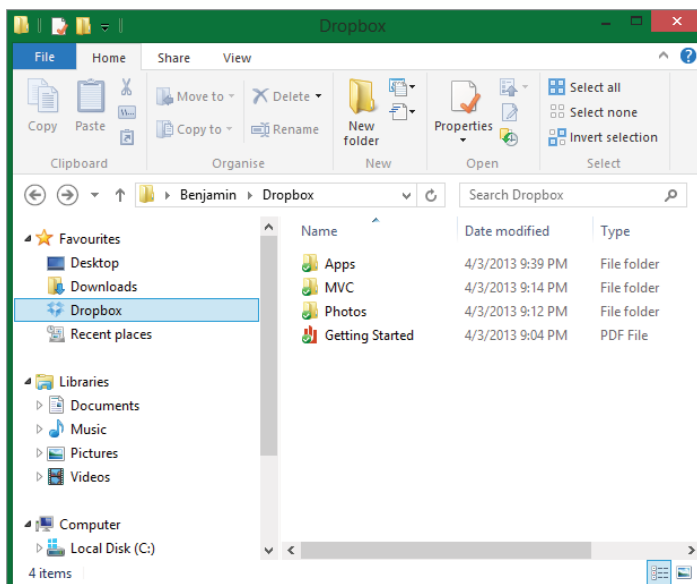 Dropbox
File Home Share View
Copy Paste Move to Copy to Delete Rename New folder Properties Select all Select none Invert selection
Clipboard Organise New Open Select
Benjamin Dropbox Search Dropbox
Favourites
Desktop
Downloads
Dropbox
Recent places
Libraries
Documents
Music
Pictures
Videos
Computer
Local Disk (C:)
Name Date modified Type
Apps 4/3/2013 9:39 PM File folder
MVC 4/3/2013 9:14 PM File folder
Photos 4/3/2013 9:12 PM File folder
Getting Started 4/3/2013 9:04 PM PDF File
4 items